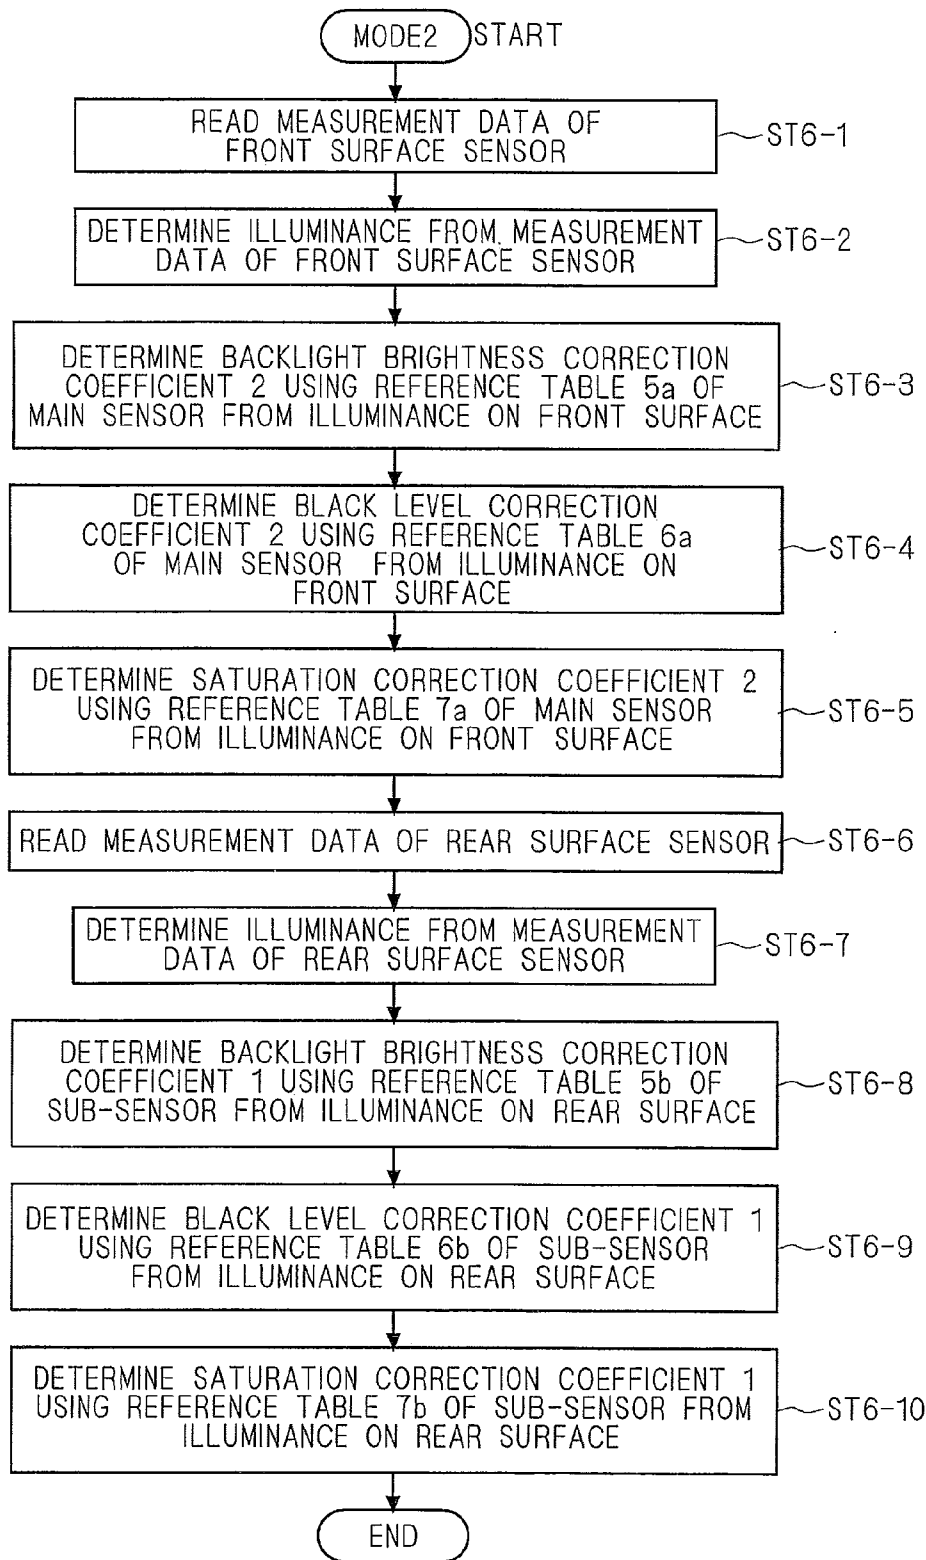 MODE2 START
READ MEASUREMENT DATA OF
FRONT SURFACE SENSOR
ST6-1
DETERMINE ILLUMINANCE FROM MEASUREMENT
DATA OF FRONT SURFACE SENSOR
ST6-2
DETERMINE BACKLIGHT BRIGHTNESS CORRECTION
COEFFICIENT 2 USING REFERENCE TABLE 5a OF
MAIN SENSOR FROM ILLUMINANCE ON FRONT SURFACE
ST6-3
DETERMINE BLACK LEVEL CORRECTION
COEFFICIENT 2 USING REFERENCE TABLE 6a
OF MAIN SENSOR FROM ILLUMINANCE ON
FRONT SURFACE
ST6-4
DETERMINE SATURATION CORRECTION COEFFICIENT 2
USING REFERENCE TABLE 7a OF MAIN SENSOR
FROM ILLUMINANCE ON FRONT SURFACE
ST6-5
READ MEASUREMENT DATA OF REAR SURFACE SENSOR
ST6-6
DETERMINE ILLUMINANCE FROM MEASUREMENT
DATA OF REAR SURFACE SENSOR
ST6-7
DETERMINE BACKLIGHT BRIGHTNESS CORRECTION
COEFFICIENT 1 USING REFERENCE TABLE 5b OF
SUB-SENSOR FROM ILLUMINANCE ON REAR SURFACE
ST6-8
DETERMINE BLACK LEVEL CORRECTION COEFFICIENT 1
USING REFERENCE TABLE 6b OF SUB-SENSOR
FROM ILLUMINANCE ON REAR SURFACE
ST6-9
DETERMINE SATURATION CORRECTION COEFFICIENT 1
USING REFERENCE TABLE 7b OF SUB-SENSOR FROM
ILLUMINANCE ON REAR SURFACE
ST6-10
END